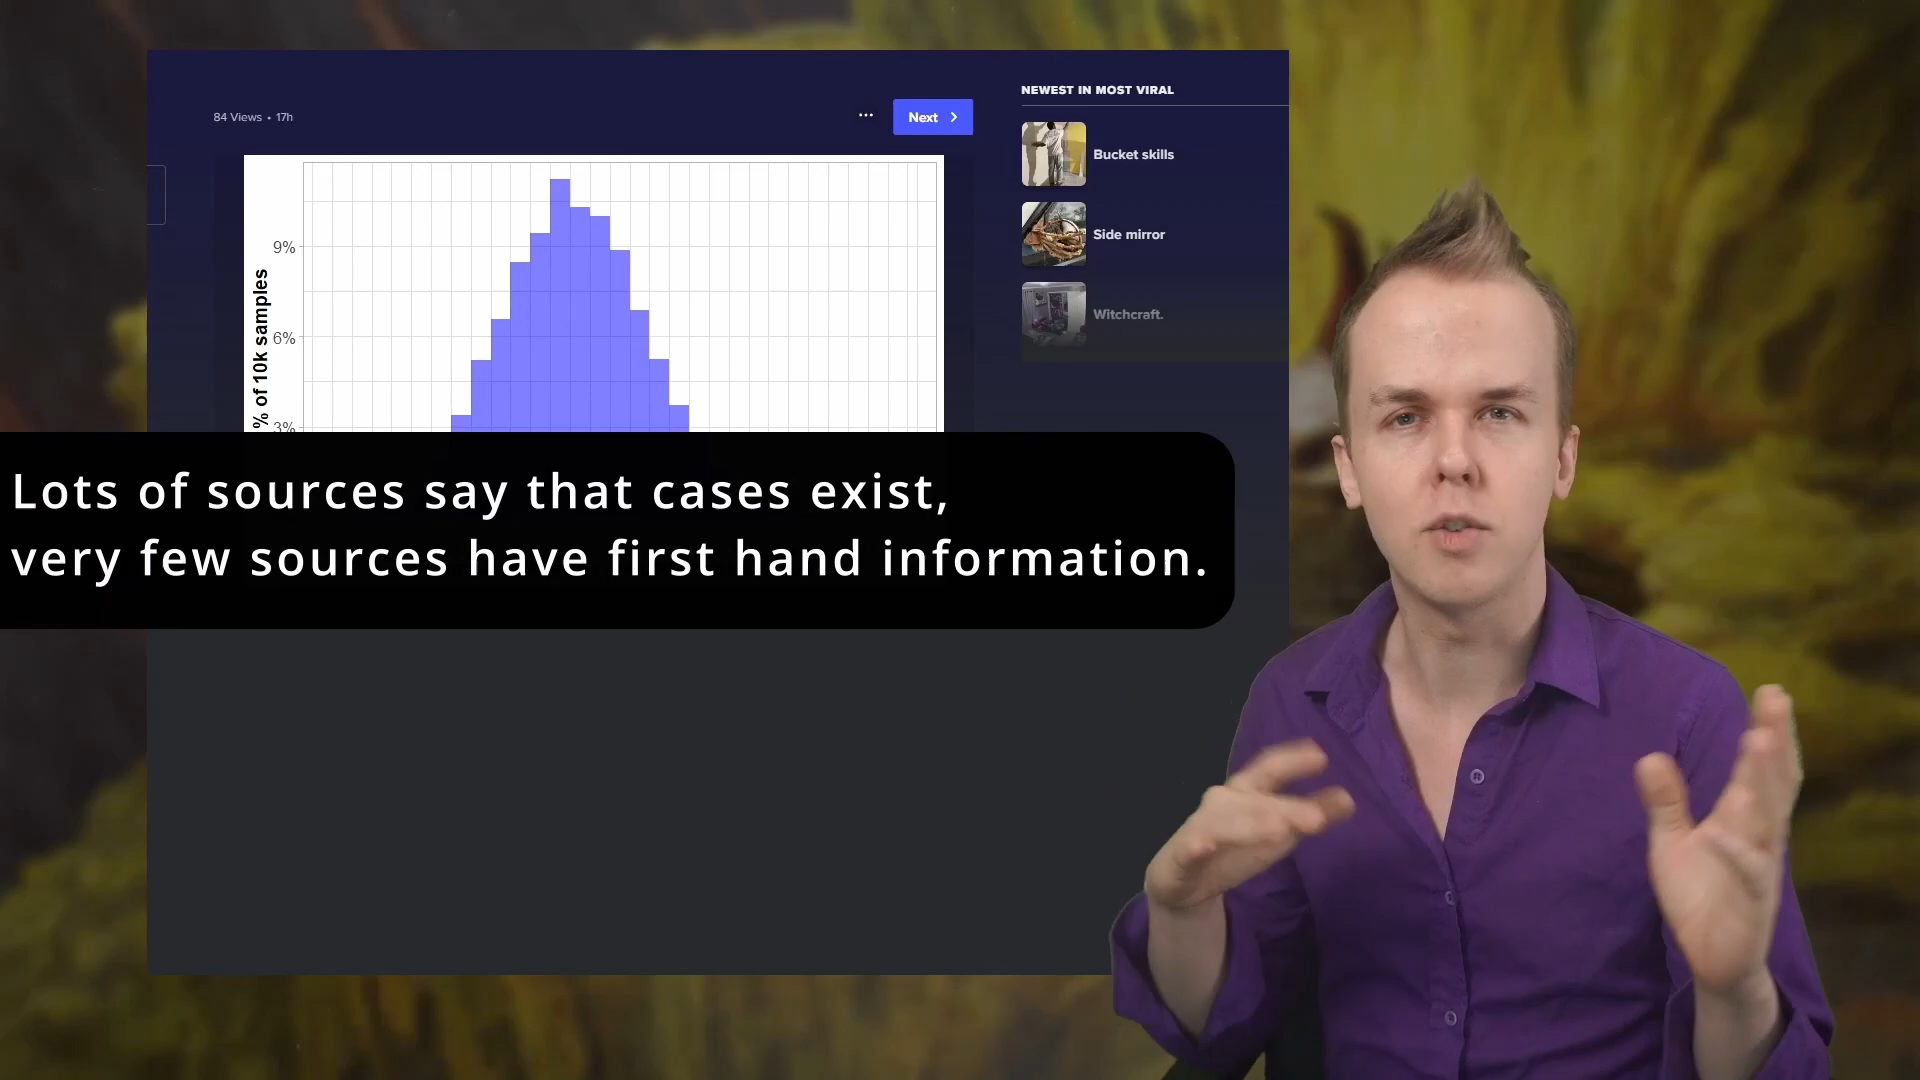 84 Views • 17h
···
Next
NEWEST IN MOST VIRAL
Bucket skills
Side mirror
Witchcraft.
9%
6%
3%
% of 10k samples
Lots of sources say that cases exist,
very few sources have first hand information.